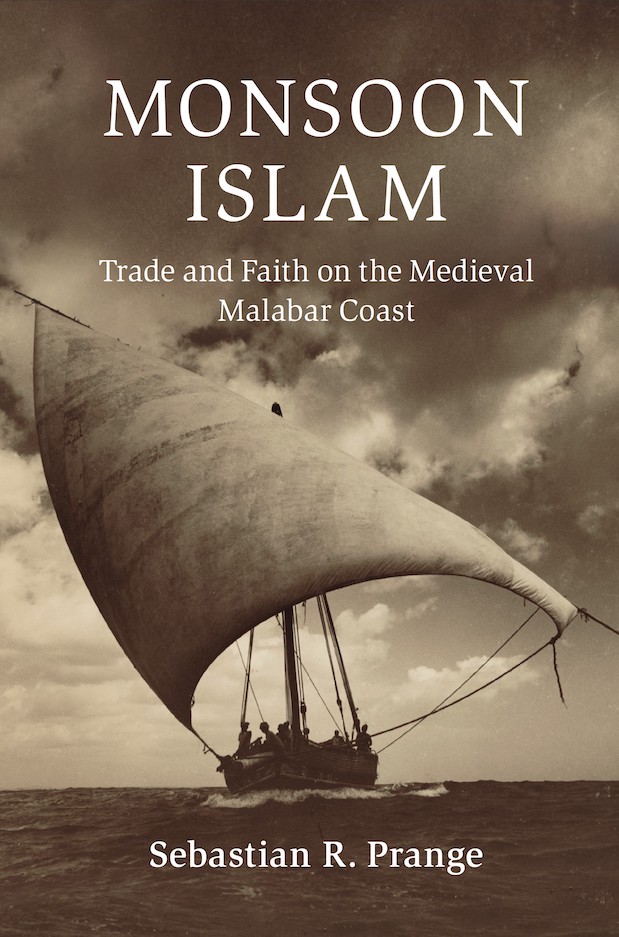 MONSOON
ISLAM
Trade and Faith on the Medieval
Malabar Coast
Sebastian R. Prange